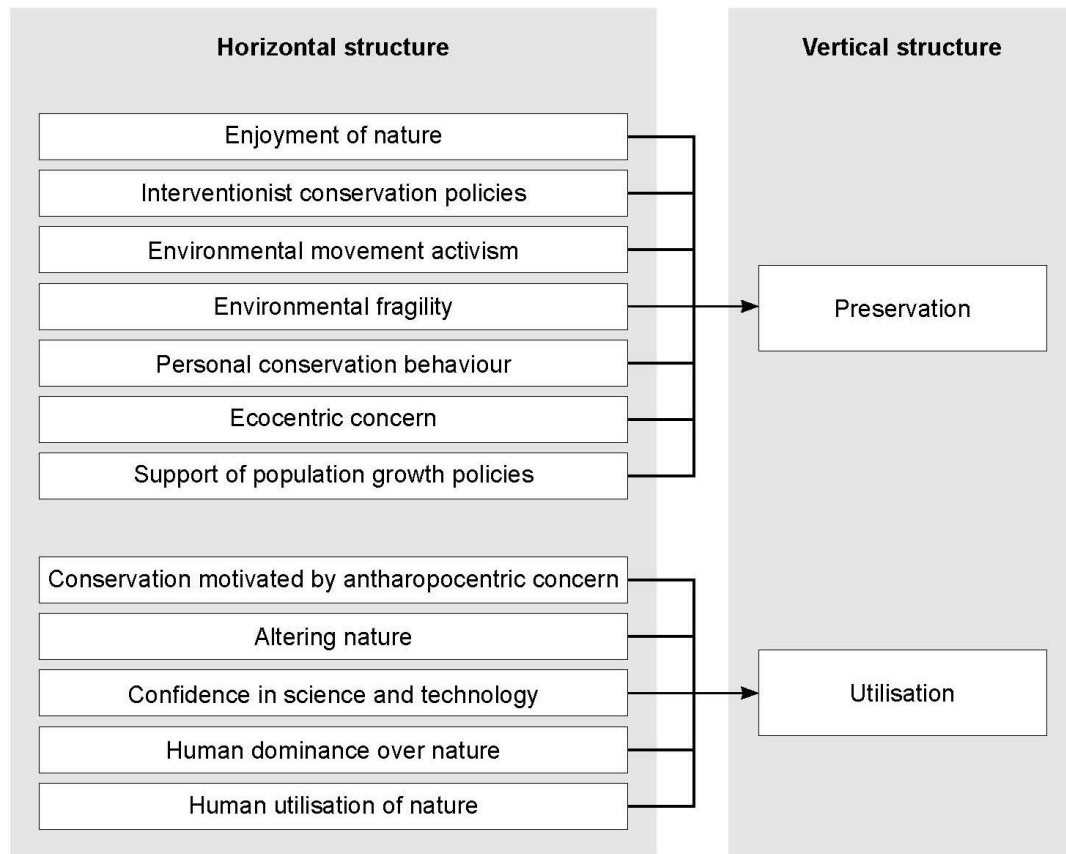 Horizontal structure
Vertical structure
Enjoyment of nature
Interventionist conservation policies
Environmental movement activism
Environmental fragility
Personal conservation behaviour
Ecocentric concern
Support of population growth policies
Preservation
Conservation motivated by antharopocentric concern
Altering nature
Confidence in science and technology
Human dominance over nature
Human utilisation of nature
Utilisation